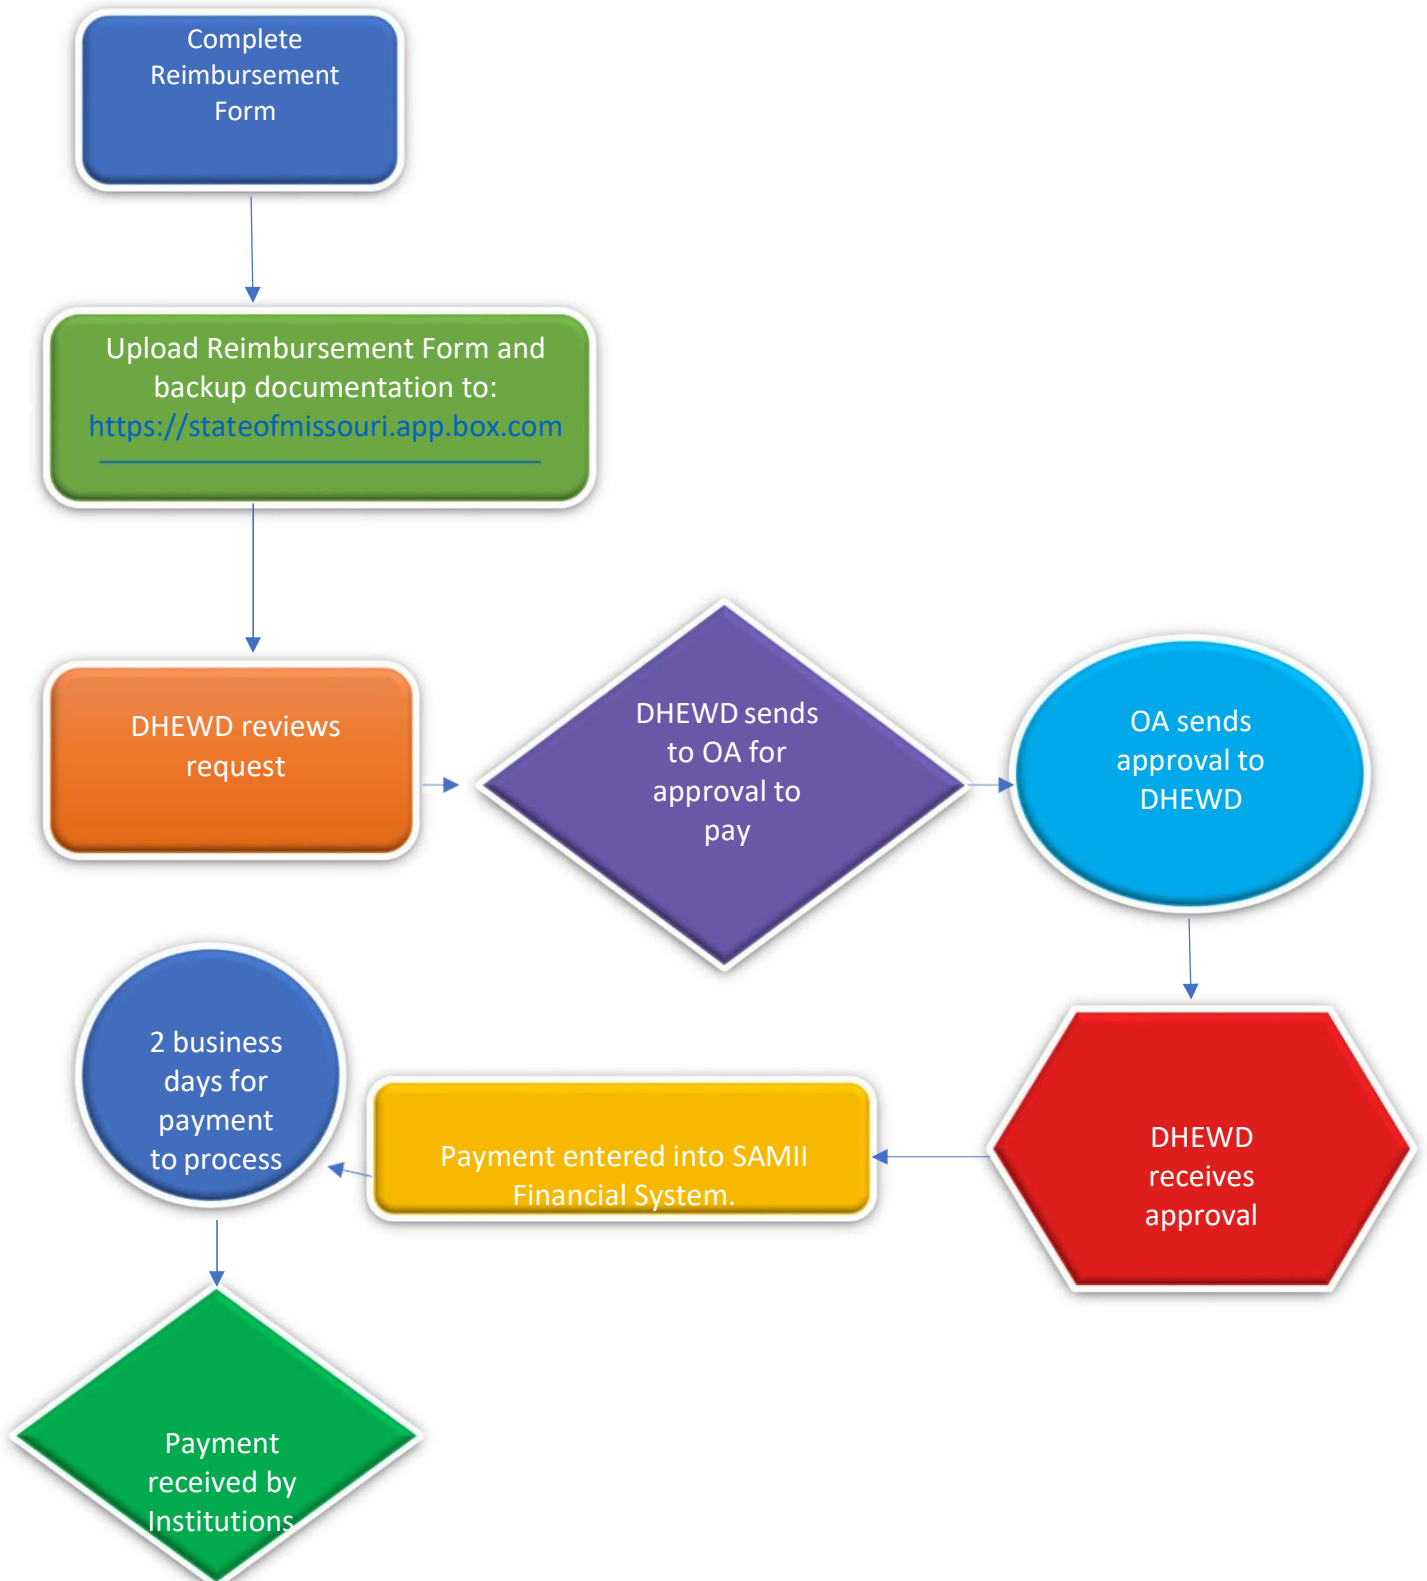 Complete
Reimbursement
Form
Upload Reimbursement Form and
backup documentation to:
https://stateofmissouri.app.box.com
DHEWD reviews
request
DHEWD sends
to OA for
approval to
pay
OA sends
approval to
DHEWD
DHEWD
receives
approval
Payment entered into SAMII
Financial System.
2 business
days for
payment
to process
Payment
received by
Institutions